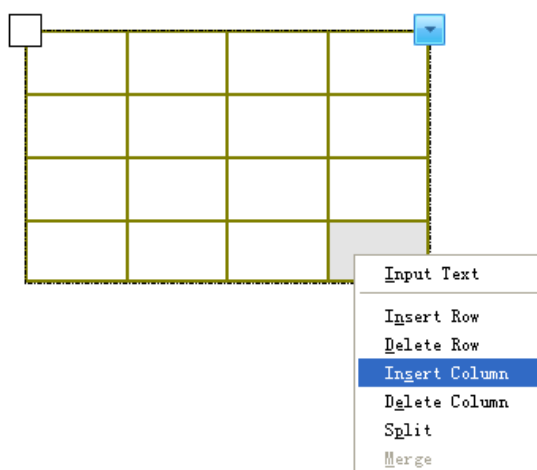 Input Text
Insert Row
Delete Row
Insert Column
Delete Column
Split
Merge